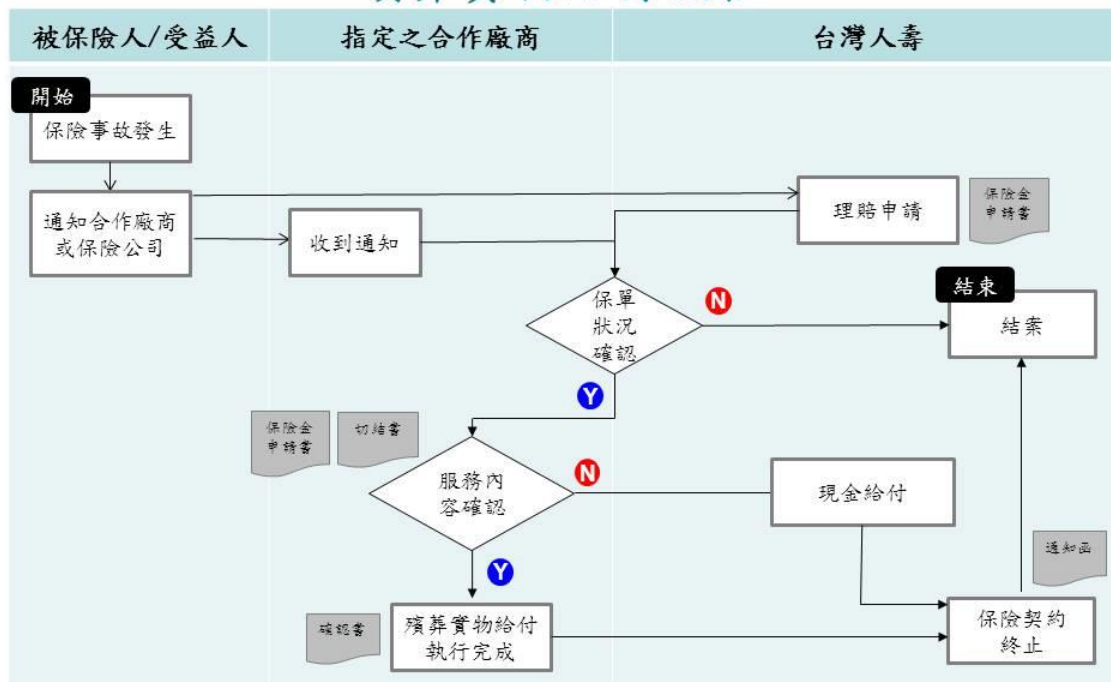 被保險人/受益人
指定之合作廠商
台灣人壽
開始
保險事故發生
通知合作廠商
或保險公司
收到通知
理賠申請
保險金
申請書
保單
狀況
確認
N
結束
結案
Y
保險金
申請書
切結書
服務內
容確認
N
現金給付
通知函
Y
確認書
殯葬實物給付
執行完成
保險契約
終止